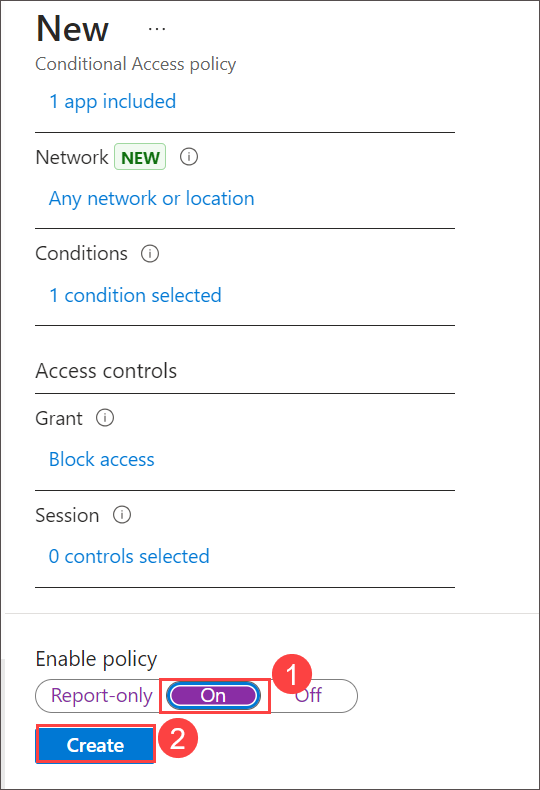 New ...
Conditional Access policy
1 app included
Network NEW
Any network or location
Conditions
1 condition selected
Access controls
Grant
Block access
Session
0 controls selected
Enable policy
1
Report-only On Off
Create 2